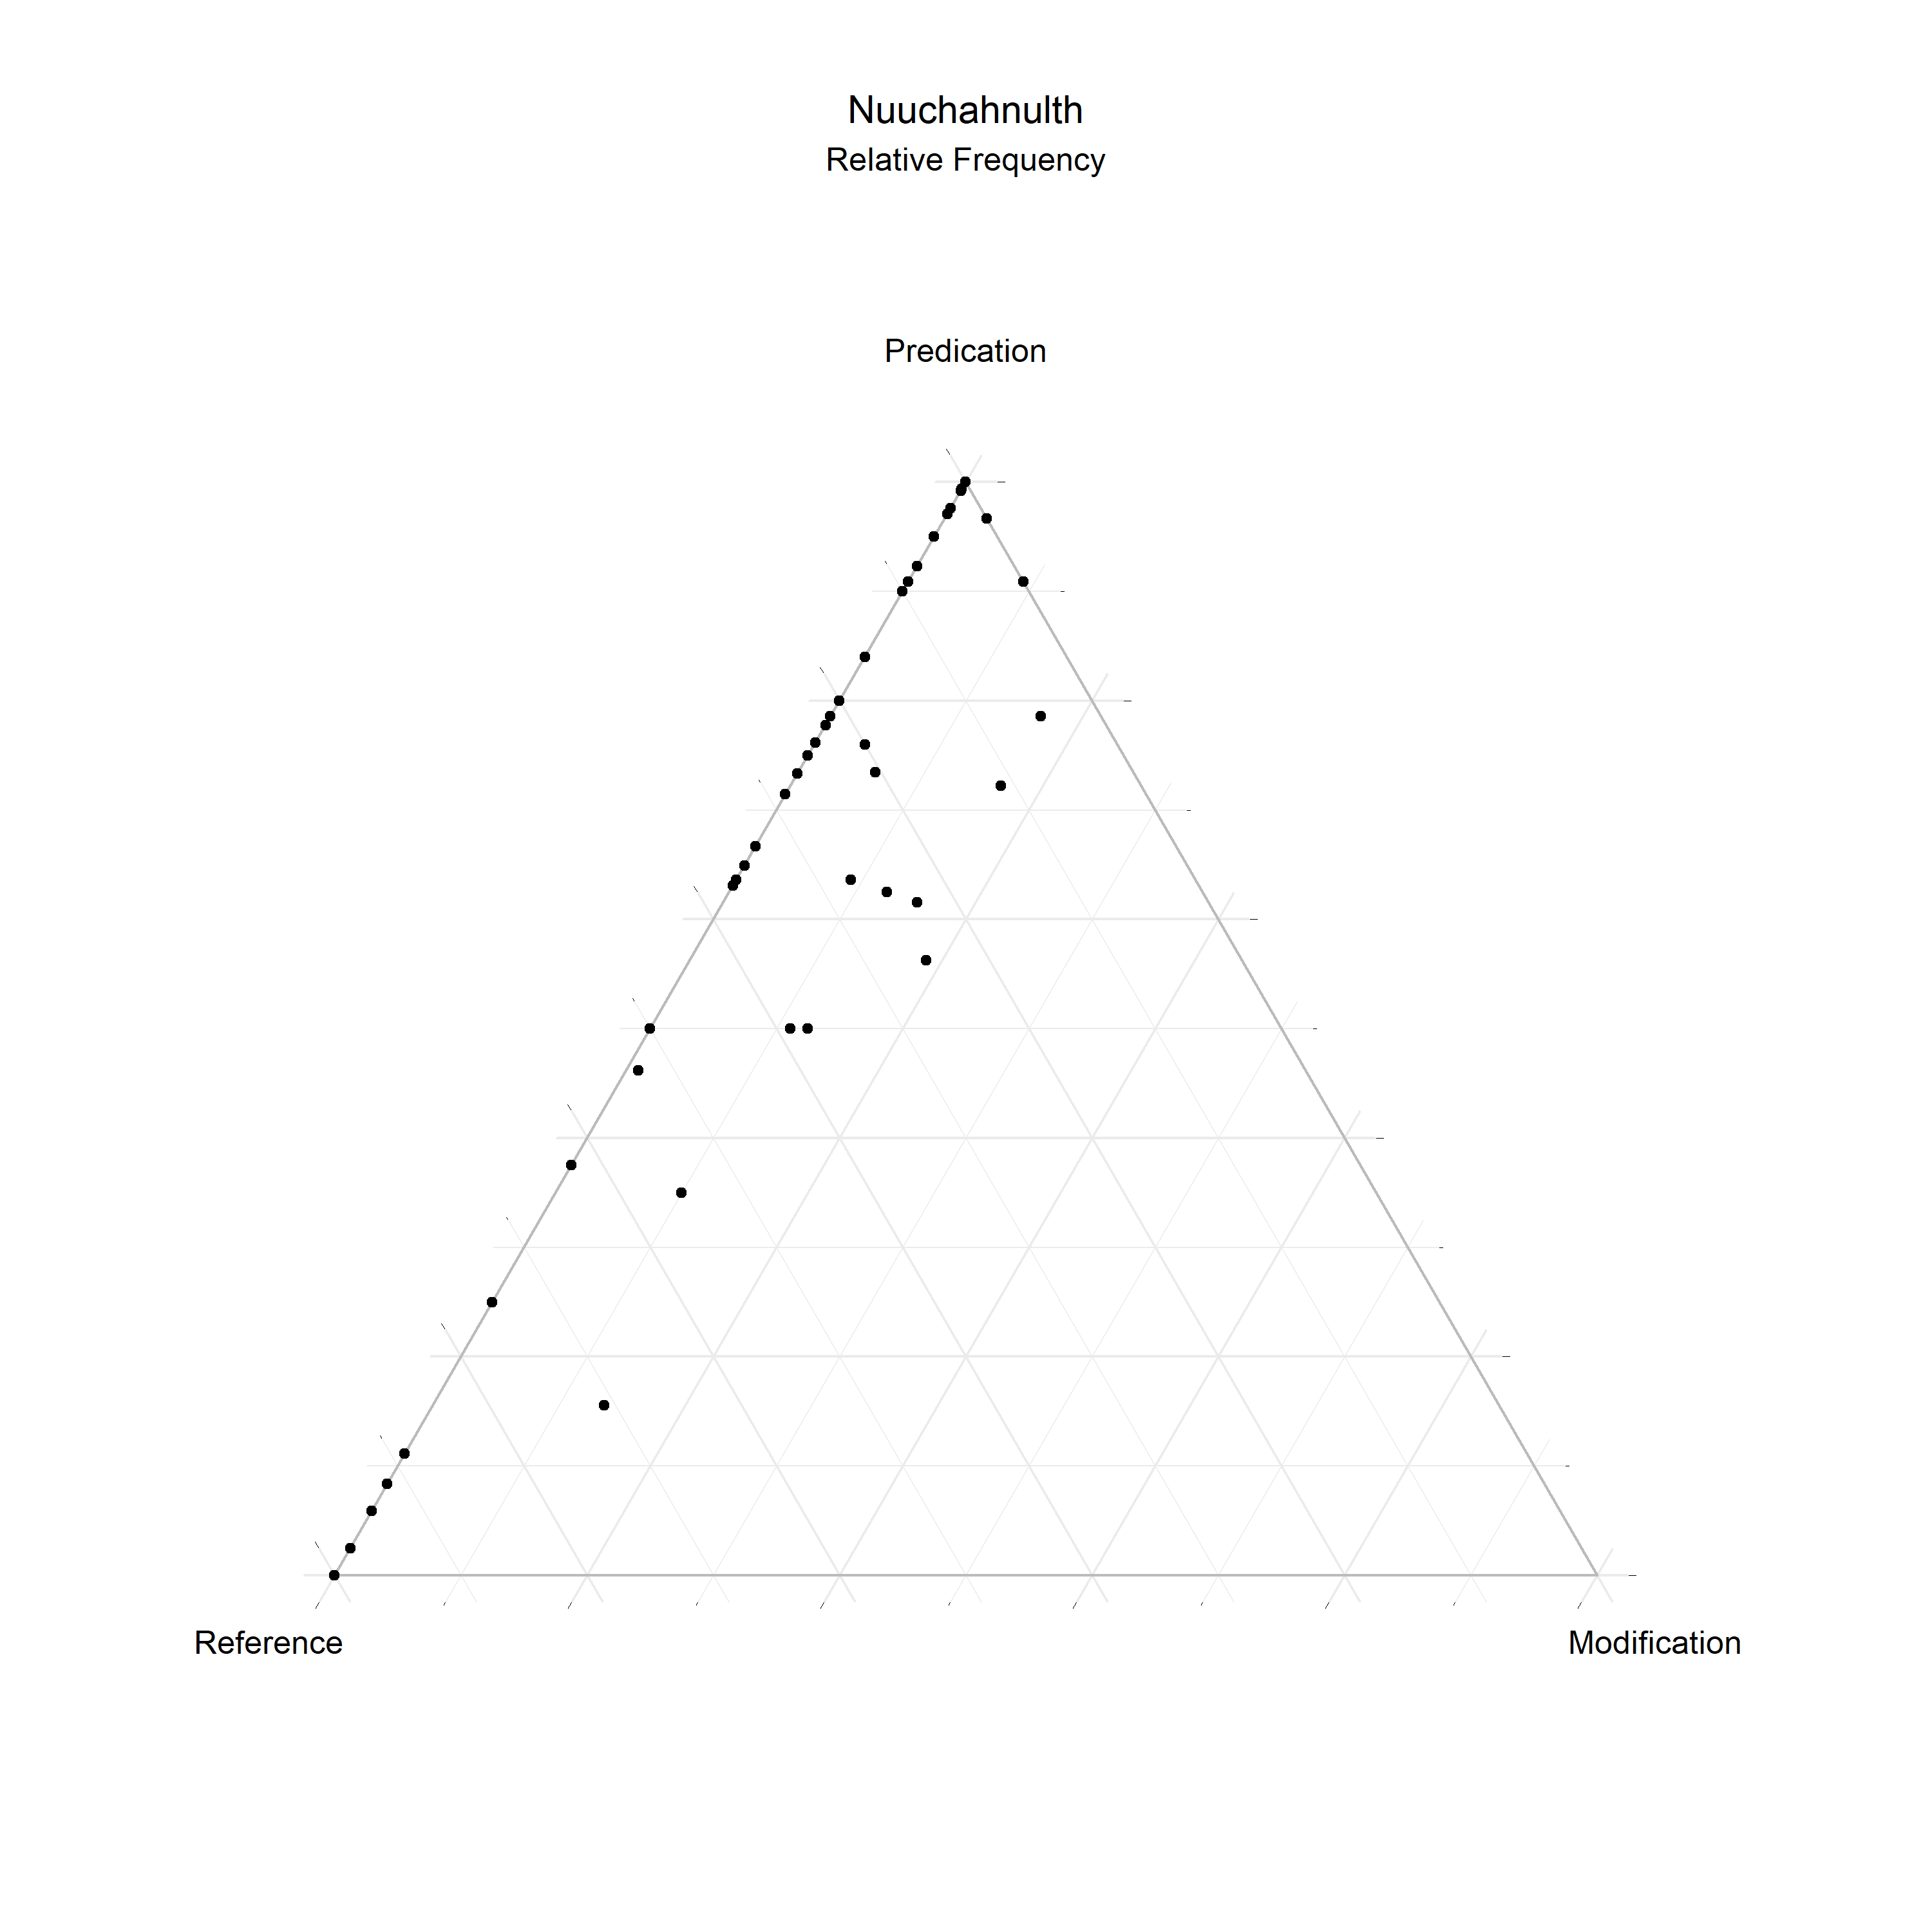 Nuuchahnulth
Relative Frequency
Predication
Reference
Modification